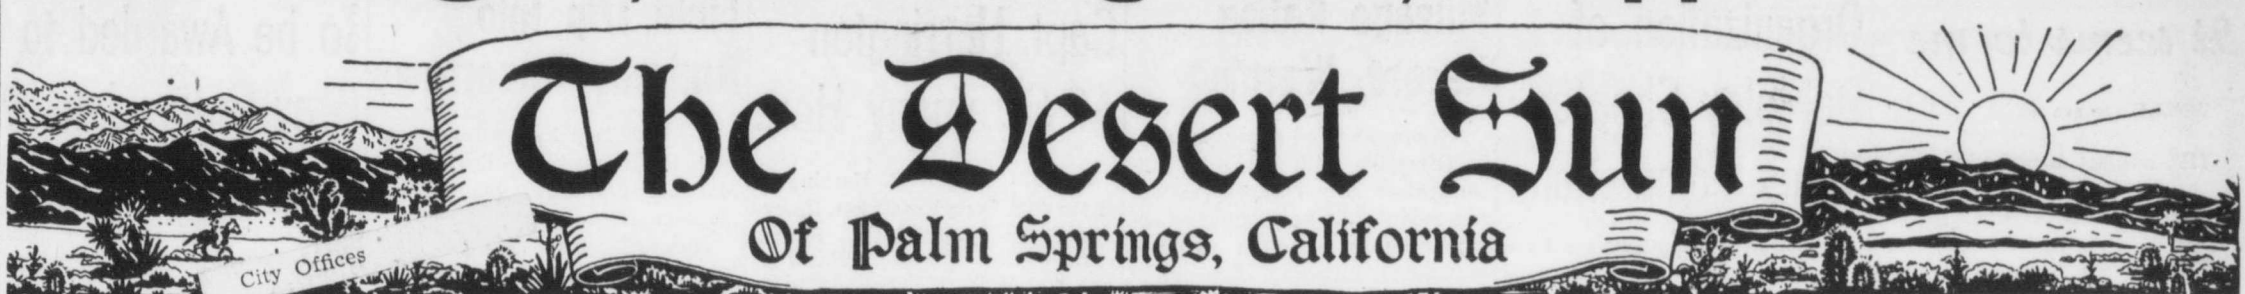 The Desert Sun
Of Palm Springs, California
City Offices